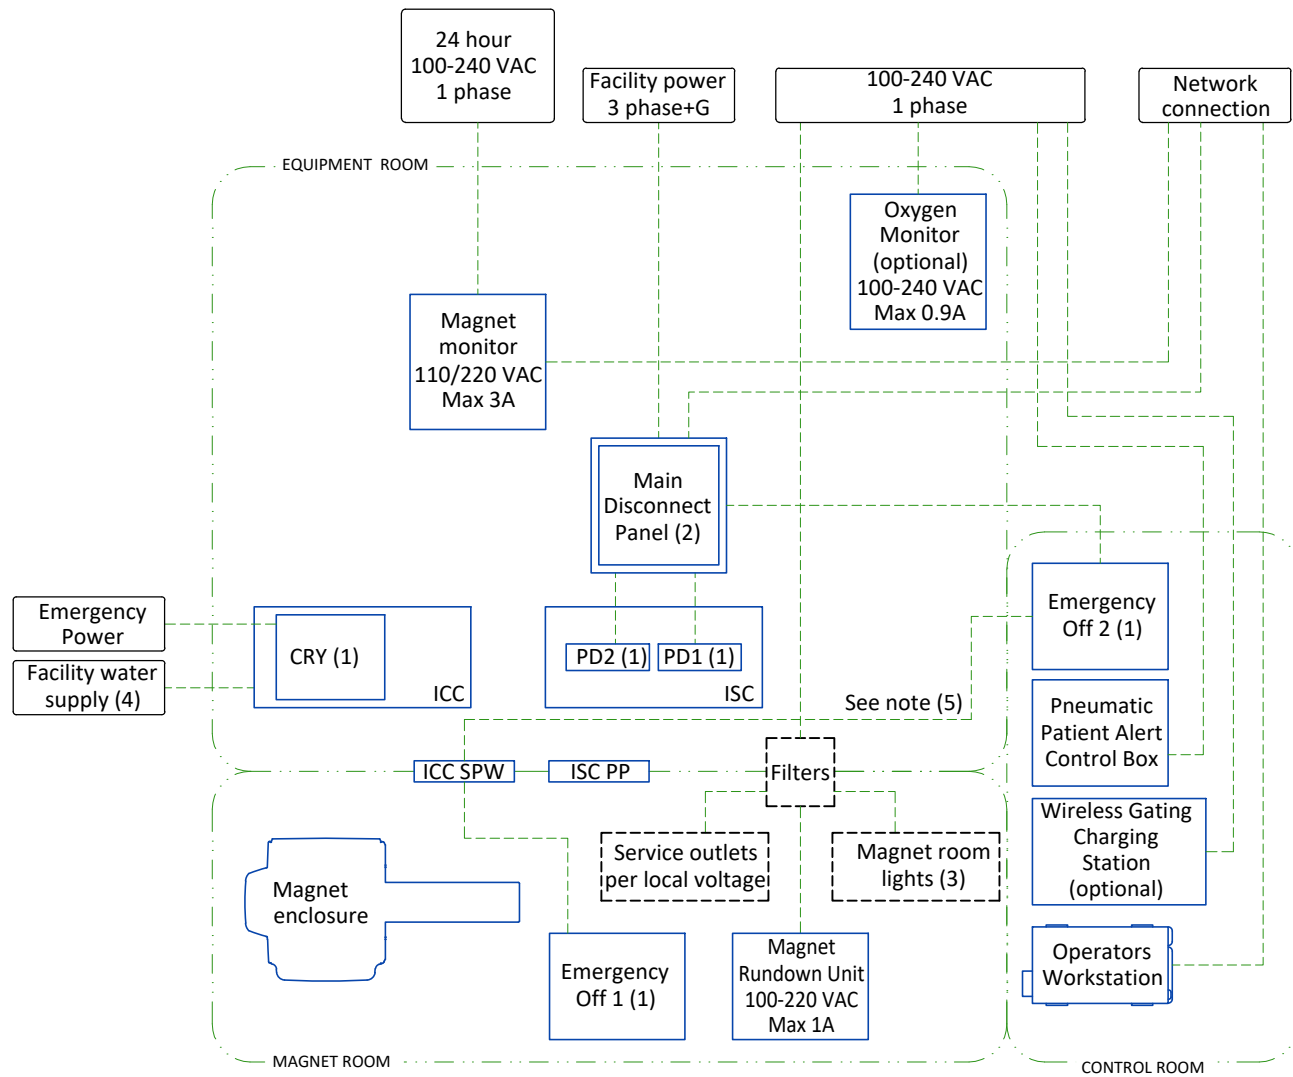 24 hour
100-240 VAC
1 phase
Facility power
3 phase+G
100-240 VAC
1 phase
Network
connection
EQUIPMENT ROOM
Oxygen
Monitor
(optional)
100-240 VAC
Max 0.9A
Magnet
monitor
110/220 VAC
Max 3A
Main
Disconnect
Panel (2)
Emergency
Power
Facility water
supply (4)
CRY (1)
ICC
PD2 (1)
PD1 (1)
ISC
See note (5)
Emergency
Off 2 (1)
Pneumatic
Patient Alert
Control Box
ICC SPW
ISC PP
Filters
Wireless Gating
Charging
Station
(optional)
Service outlets
per local voltage
Magnet room
lights (3)
Magnet
enclosure
Emergency
Off 1 (1)
Magnet
Rundown Unit
100-220 VAC
Max 1A
Operators
Workstation
MAGNET ROOM
CONTROL ROOM